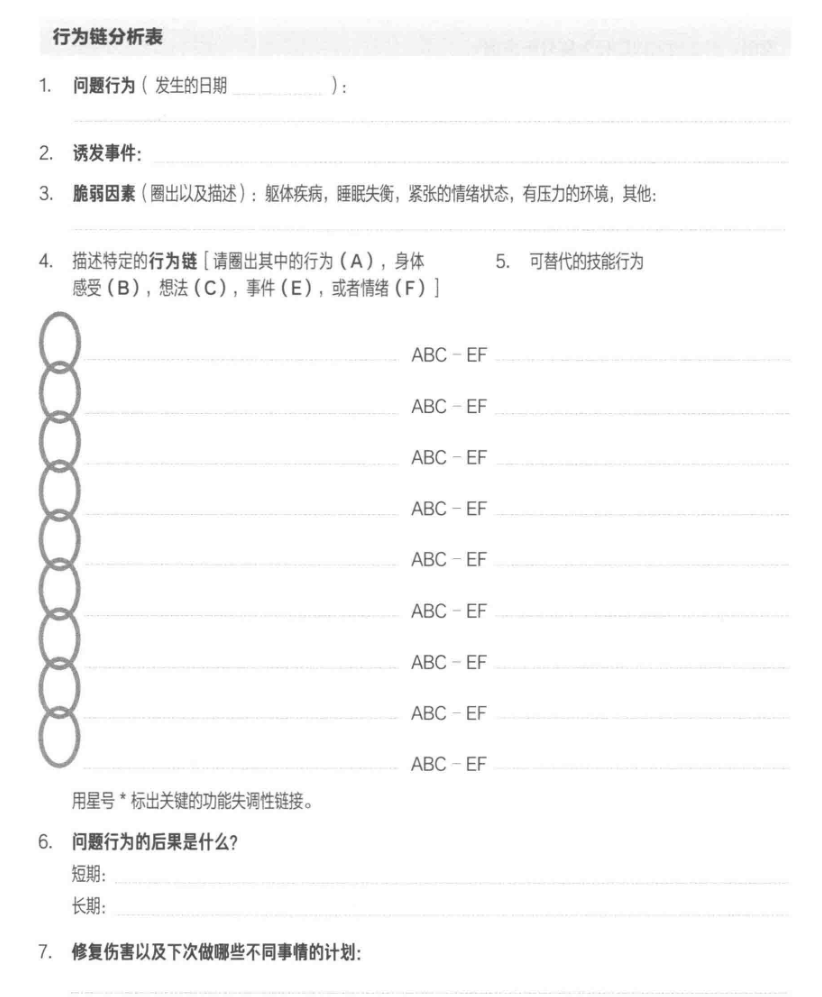 行为链分析表
1. 问题行为（发生的日期 ）：
2. 诱发事件：
3. 脆弱因素（圈出以及描述）：躯体疾病，睡眠失衡，紧张的情绪状态，有压力的环境，其他：
4. 描述特定的行为链［请圈出其中的行为（A），身体
感受（B），想法（C），事件（E），或者情绪（F）］
5. 可替代的技能行为
ABC－EF
ABC－EF
ABC－EF
ABC－EF
ABC－EF
ABC－EF
ABC－EF
ABC－EF
ABC－EF
用星号 * 标出关键的功能失调性链接。
6. 问题行为的后果是什么？
短期：
长期：
7. 修复伤害以及下次做哪些不同事情的计划：